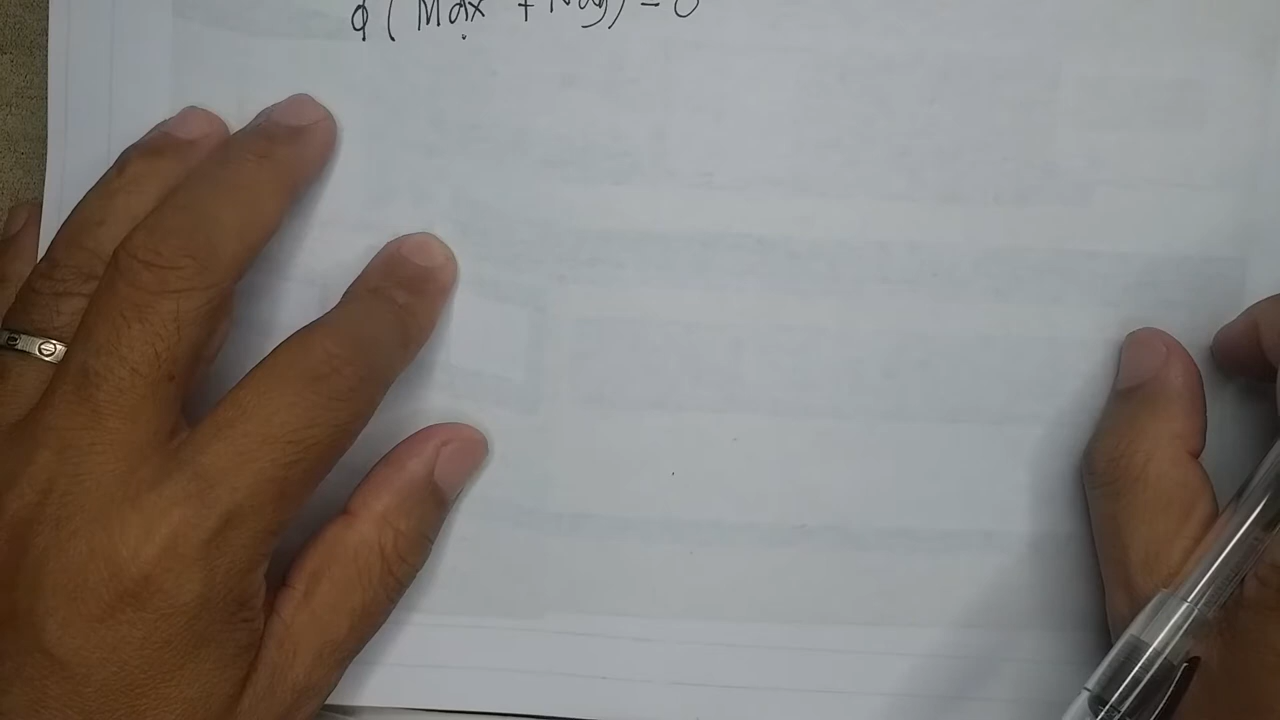 ϕ ( Mdx + Ndy) = 0